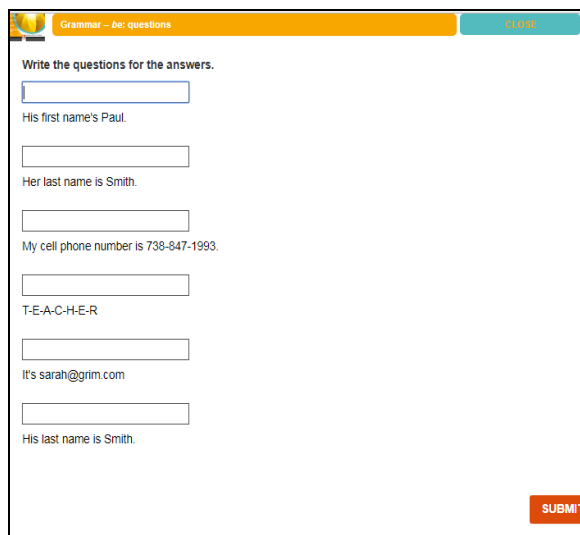 Grammar – be: questions
CLOSE
Write the questions for the answers.
His first name's Paul.
Her last name is Smith.
My cell phone number is 738-847-1993.
T-E-A-C-H-E-R
It's sarah@grim.com
His last name is Smith.
SUBMIT